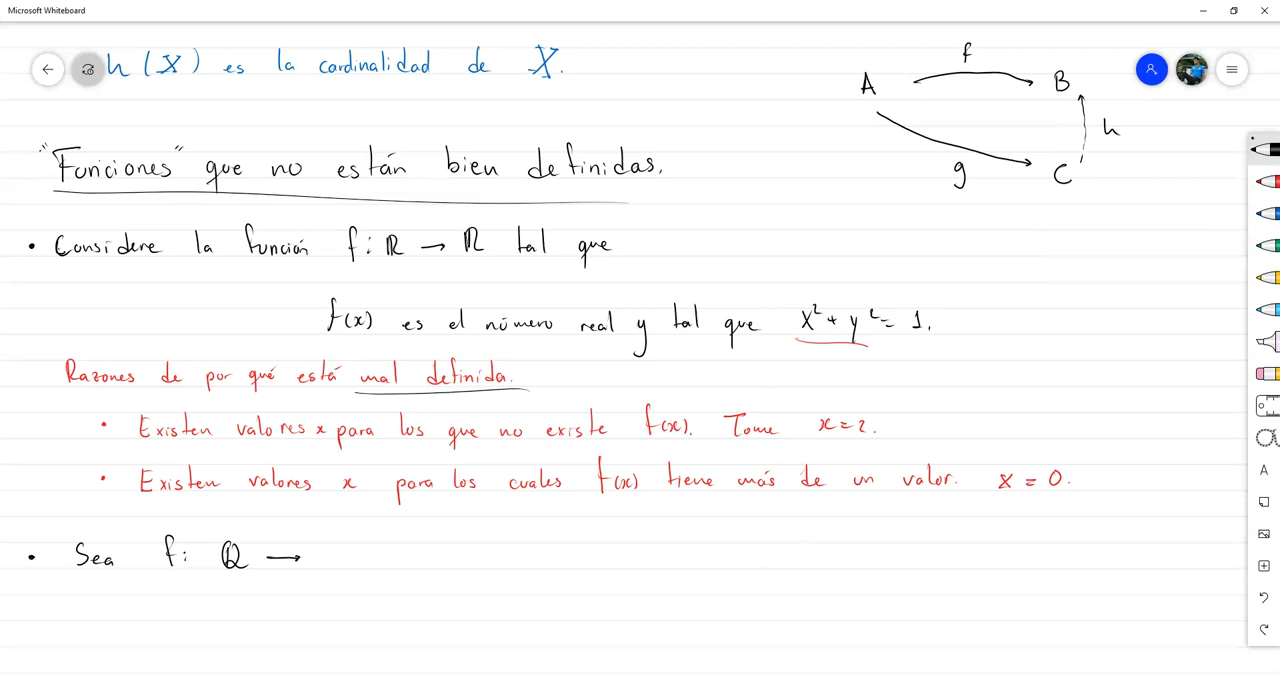 Microsoft Whiteboard
h (X) es la cardinalidad de X.
A f B
h
g C
"Funciones" que no están bien definidas.
• Considere la función f: ℝ → ℝ tal que
f(x) es el número real y tal que x² + y² = 1.
Razones de por qué está mal definida.
• Existen valores x para los que no existe f(x). Tome x=2.
• Existen valores x para los cuales f(x) tiene más de un valor. x = 0.
• Sea f: ℚ →
A